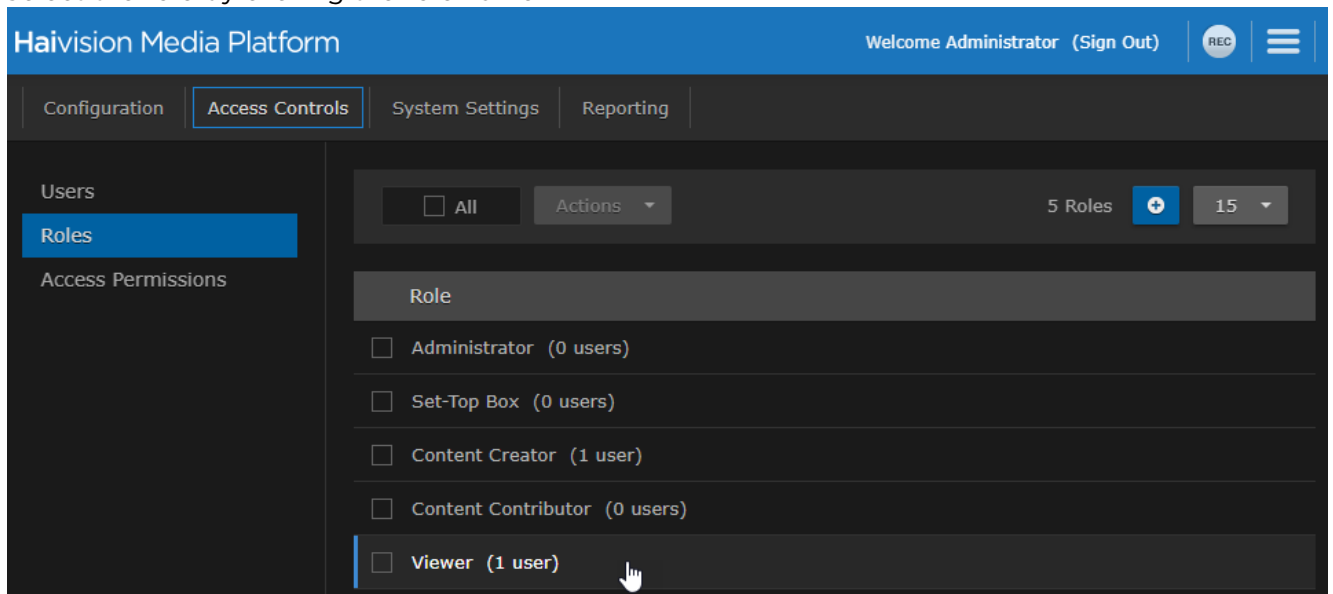 Haivision Media Platform Welcome Administrator (Sign Out) REC
Configuration Access Controls System Settings Reporting
Users
Roles
Access Permissions
All Actions 5 Roles 15
Role
Administrator (0 users)
Set-Top Box (0 users)
Content Creator (1 user)
Content Contributor (0 users)
Viewer (1 user)